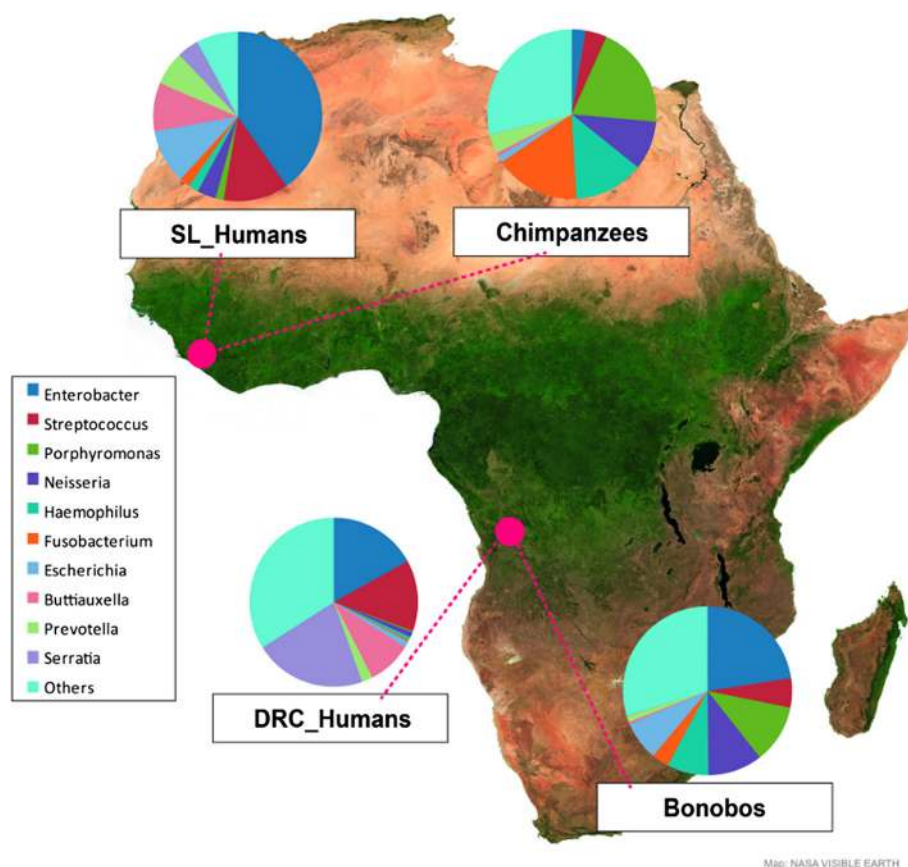 SL_Humans
Chimpanzees
Enterobacter
Streptococcus
Porphyromonas
Neisseria
Haemophilus
Fusobacterium
Escherichia
Buttiauxella
Prevotella
Serratia
Others
DRC_Humans
Bonobos
Map: NASA VISIBLE EARTH